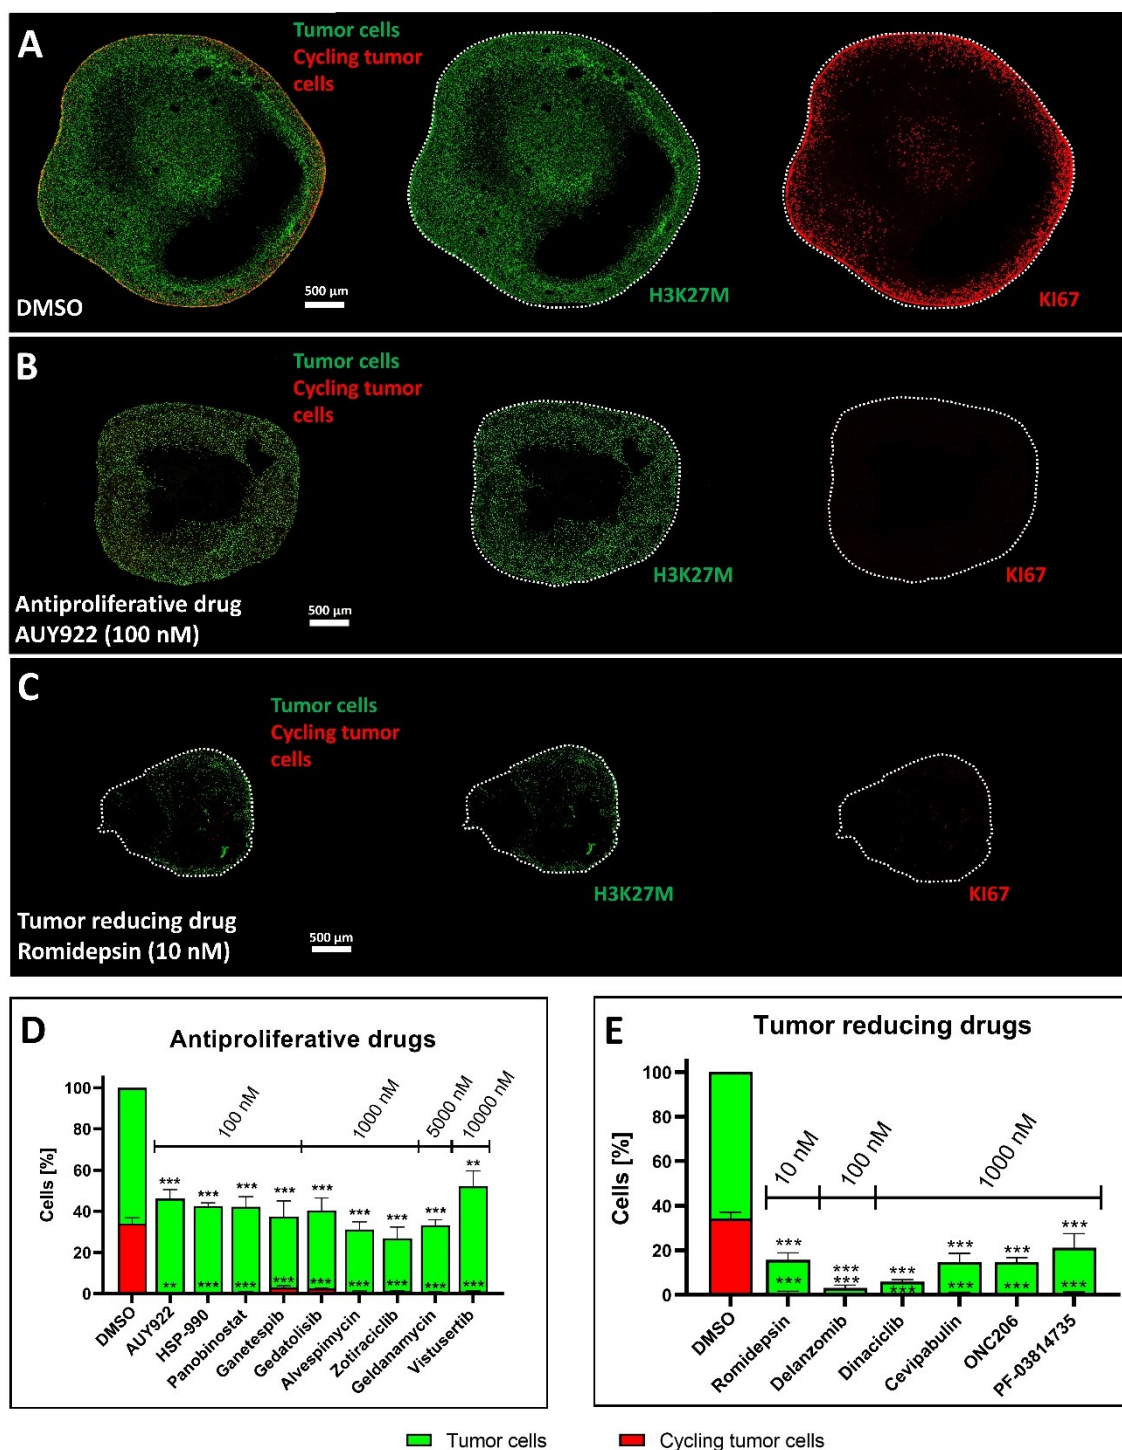 A
Tumor cells
Cycling tumor
cells
DMSO
500 µm
H3K27M
KI67
B
Tumor cells
Cycling tumor
cells
Antiproliferative drug
AUY922 (100 nM)
500 µm
H3K27M
KI67
C
Tumor cells
Cycling tumor
cells
Tumor reducing drug
Romidepsin (10 nM)
500 µm
H3K27M
KI67
D
Antiproliferative drugs
Cells [%]
100
80
60
40
20
0
100 nM
1000 nM
5000 nM
10000 nM
*** *** *** *** *** *** *** *** **
** *** *** *** *** *** *** *** ***
DMSO
AUY922
HSP-990
Panobinostat
Ganetespib
Gedatolisib
Alvespimycin
Zotiraciclib
Geldanamycin
Vistusertib
E
Tumor reducing drugs
Cells [%]
100
80
60
40
20
0
10 nM
100 nM
1000 nM
*** *** *** *** *** ***
*** *** *** *** *** ***
DMSO
Romidepsin
Delanzomib
Dinaciclib
Cevipabulin
ONC206
PF-03814735
Tumor cells
Cycling tumor cells